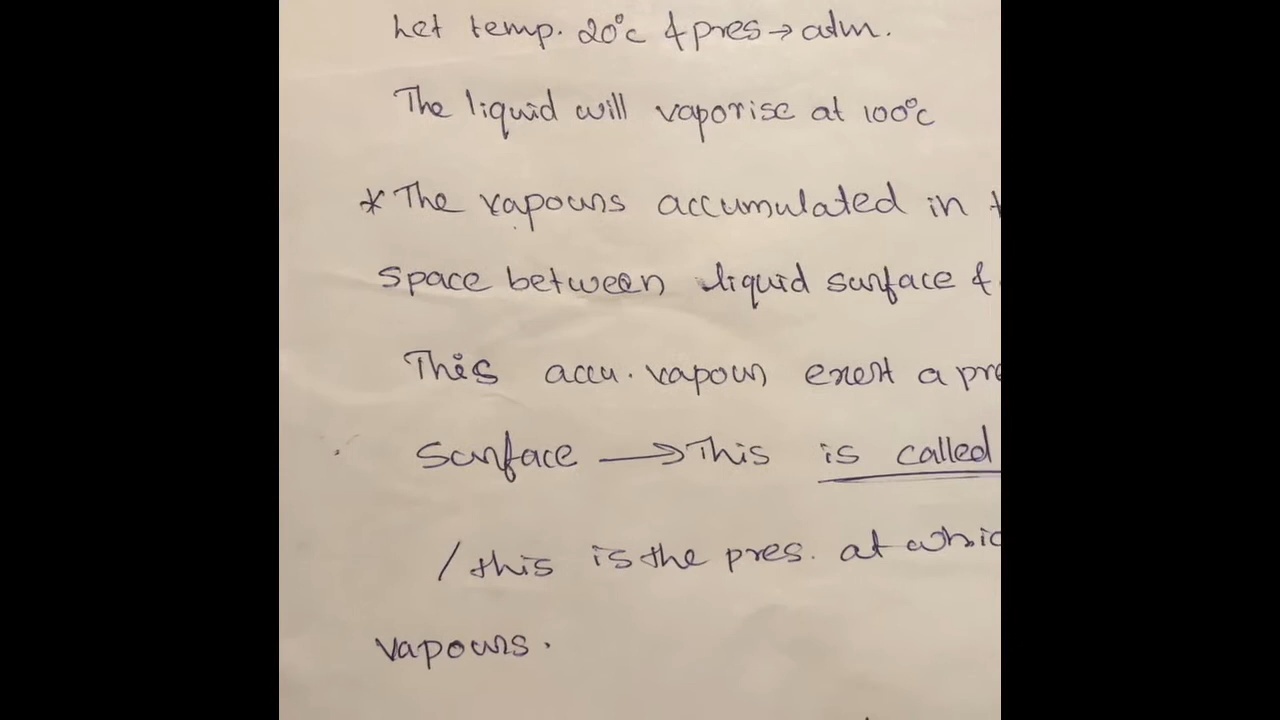 Let temp. 20°c & pres → atm.
The liquid will vaporise at 100°c
* The vapours accumulated in t
space between liquid surface &
This accu. vapour exert a pre
Surface → This is called
/ this is the pres. at whic
vapours.